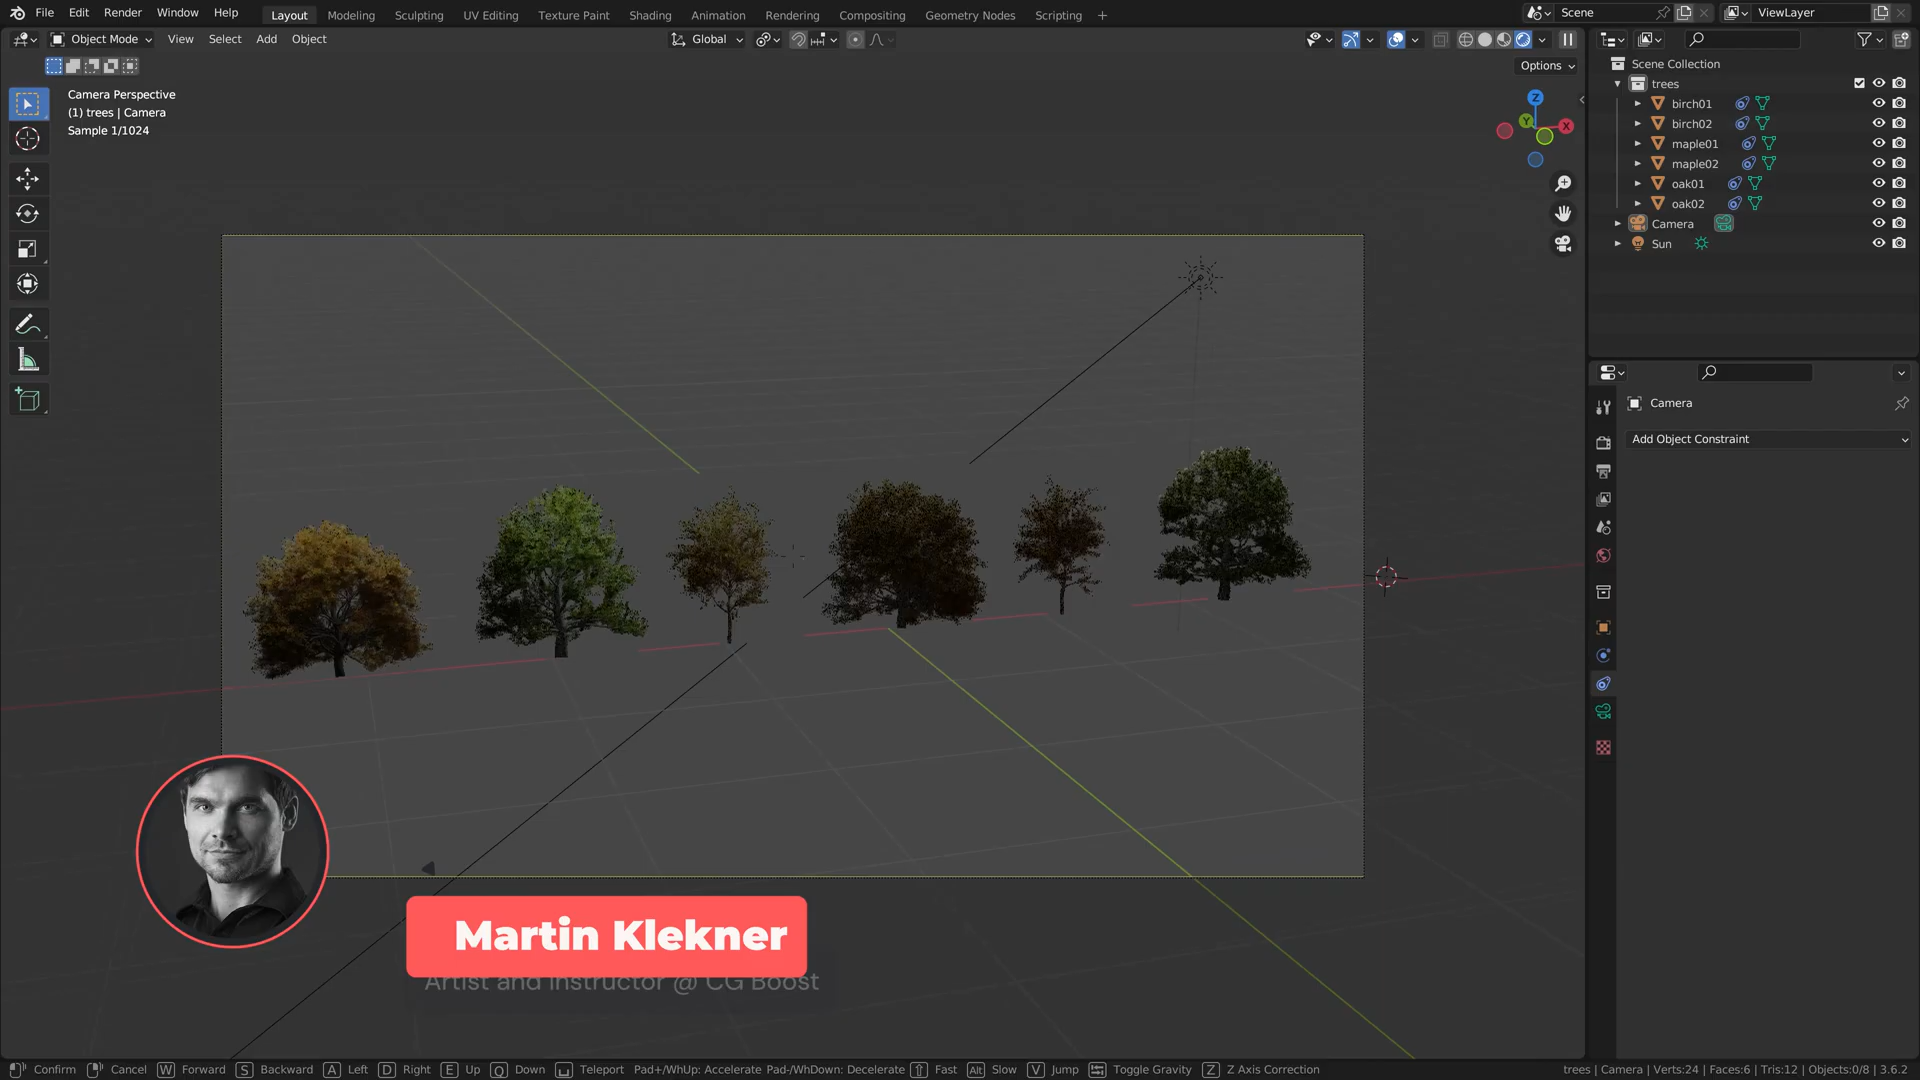 File Edit Render Window Help Layout Modeling Sculpting UV Editing Texture Paint Shading Animation Rendering Compositing Geometry Nodes Scripting + Scene ViewLayer
Object Mode View Select Add Object Global
Options
Camera Perspective
(1) trees | Camera
Sample 1/1024
Z
Y
X
Scene Collection
trees
birch01
birch02
maple01
maple02
oak01
oak02
Camera
Sun
Camera
Add Object Constraint
Martin Klekner
Artist and Instructor @ CG Boost
Confirm Cancel W Forward S Backward A Left D Right E Up Q Down Teleport Pad+/WhUp: Accelerate Pad-/WhDown: Decelerate Fast Alt Slow V Jump Toggle Gravity Z Z Axis Correction trees | Camera | Verts:24 | Faces:6 | Tris:12 | Objects:0/8 | 3.6.2